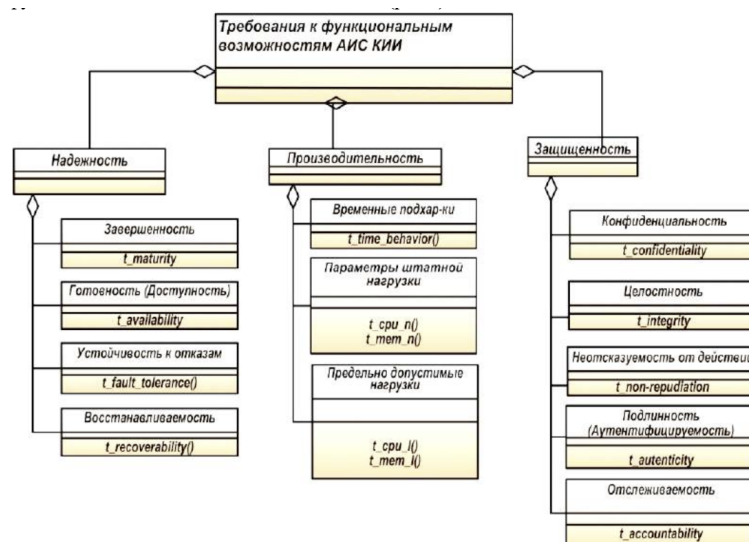 Требования к функциональным
возможностям АИС КИИ
Надежность
Завершенность
t_maturity
Готовность (Доступность)
t_availability
Устойчивость к отказам
t_fault_tolerance()
Восстанавливаемость
t_recoverability()
Производительность
Временные подхар-ки
t_time_behavior()
Параметры штатной
нагрузки
t_cpu_n()
t_mem_n()
Предельно допустимые
нагрузки
t_cpu_l()
t_mem_l()
Защищенность
Конфиденциальность
t_confidentiality
Целостность
t_integrity
Неотсказуемость от действи
t_non-repudiation
Подлинность
(Аутентифицируемость)
t_autenticity
Отслеживаемость
t_accountability